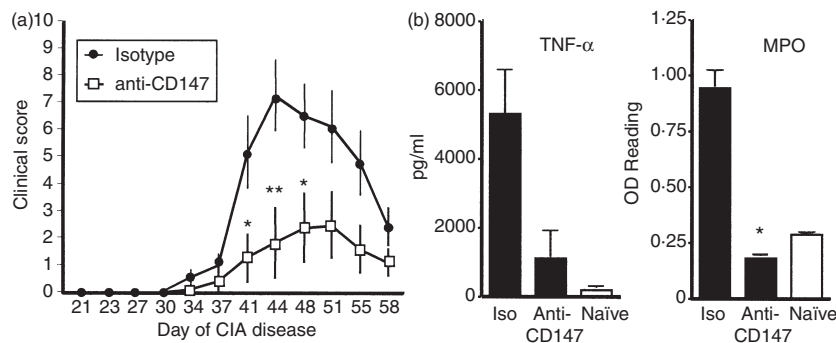 (a)
10
9
8
7
6
5
4
3
2
1
0
Clinical score
Isotype
anti-CD147
*
**
*
21 23 27 30 34 37 41 44 48 51 55 58
Day of CIA disease
(b)
TNF-α
8000
6000
4000
2000
0
pg/ml
Iso Anti- Naïve
CD147
MPO
1·25
1·00
0·75
0·50
0·25
0
OD Reading
*
Iso Anti- Naïve
CD147